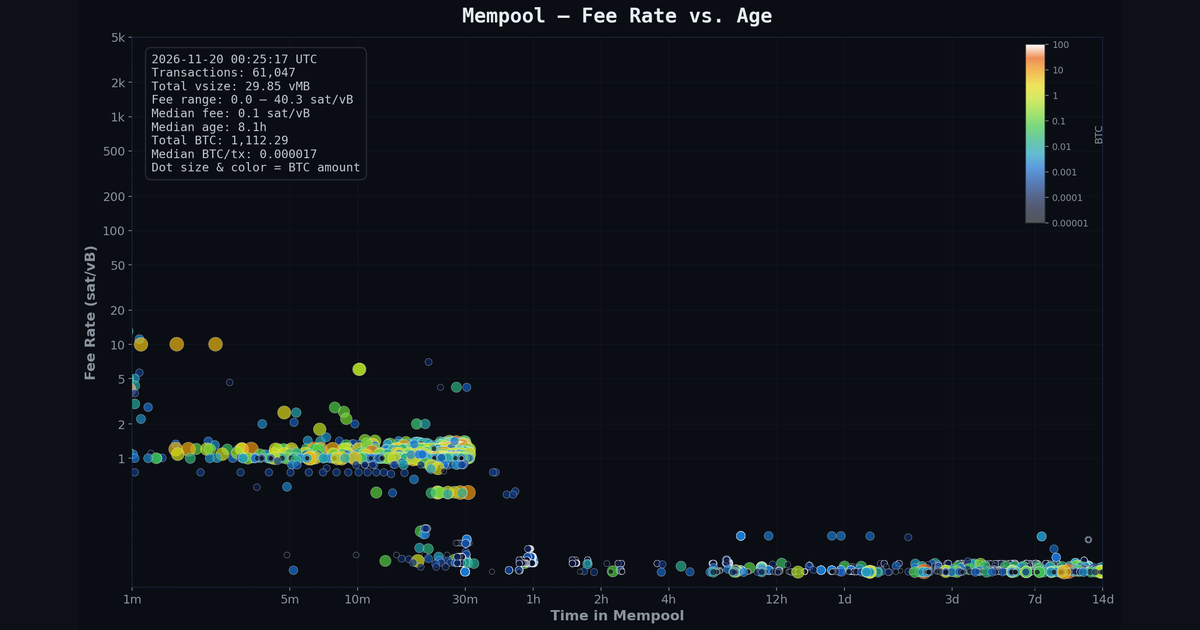 Mempool — Fee Rate vs. Age
5k
2k
1k
500
200
100
50
20
10
5
2
1
Fee Rate (sat/vB)
2026-11-20 00:25:17 UTC
Transactions: 61,047
Total vsize: 29.85 vMB
Fee range: 0.0 — 40.3 sat/vB
Median fee: 0.1 sat/vB
Median age: 8.1h
Total BTC: 1,112.29
Median BTC/tx: 0.000017
Dot size & color = BTC amount
100
10
1
0.1
0.01
0.001
0.0001
0.00001
BTC
1m 5m 10m 30m 1h 2h 4h 12h 1d 3d 7d 14d
Time in Mempool